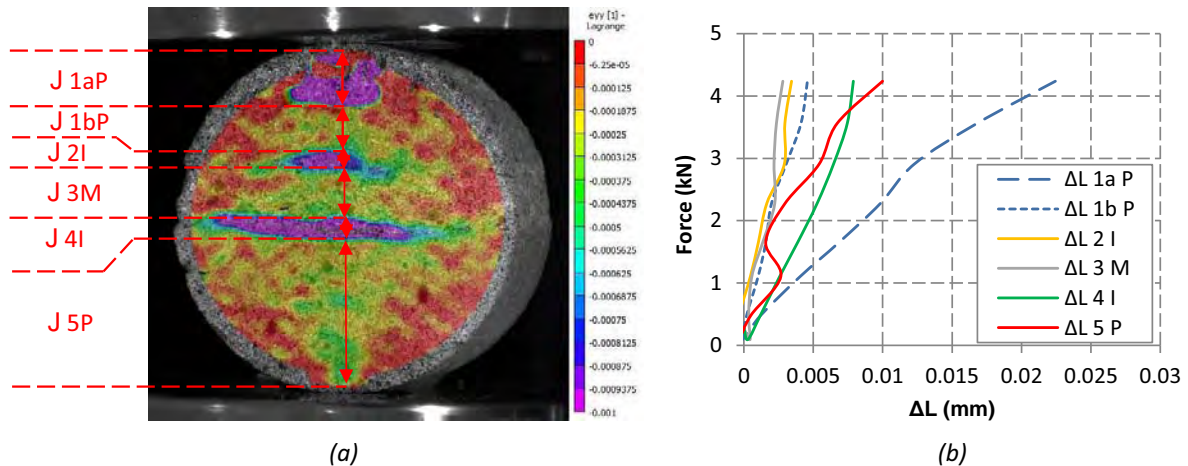 J 1aP
J 1bP
J 2I
J 3M
J 4I
J 5P
eyy [1] -
Lagrange
0
-6.25e-05
-0.000125
-0.0001875
-0.00025
-0.0003125
-0.000375
-0.0004375
-0.0005
-0.0005625
-0.000625
-0.0006875
-0.00075
-0.0008125
-0.000875
-0.0009375
-0.001
(a)
Force (kN)
5
4
3
2
1
0
0 0.005 0.01 0.015 0.02 0.025 0.03
ΔL (mm)
ΔL 1a P
ΔL 1b P
ΔL 2 I
ΔL 3 M
ΔL 4 I
ΔL 5 P
(b)